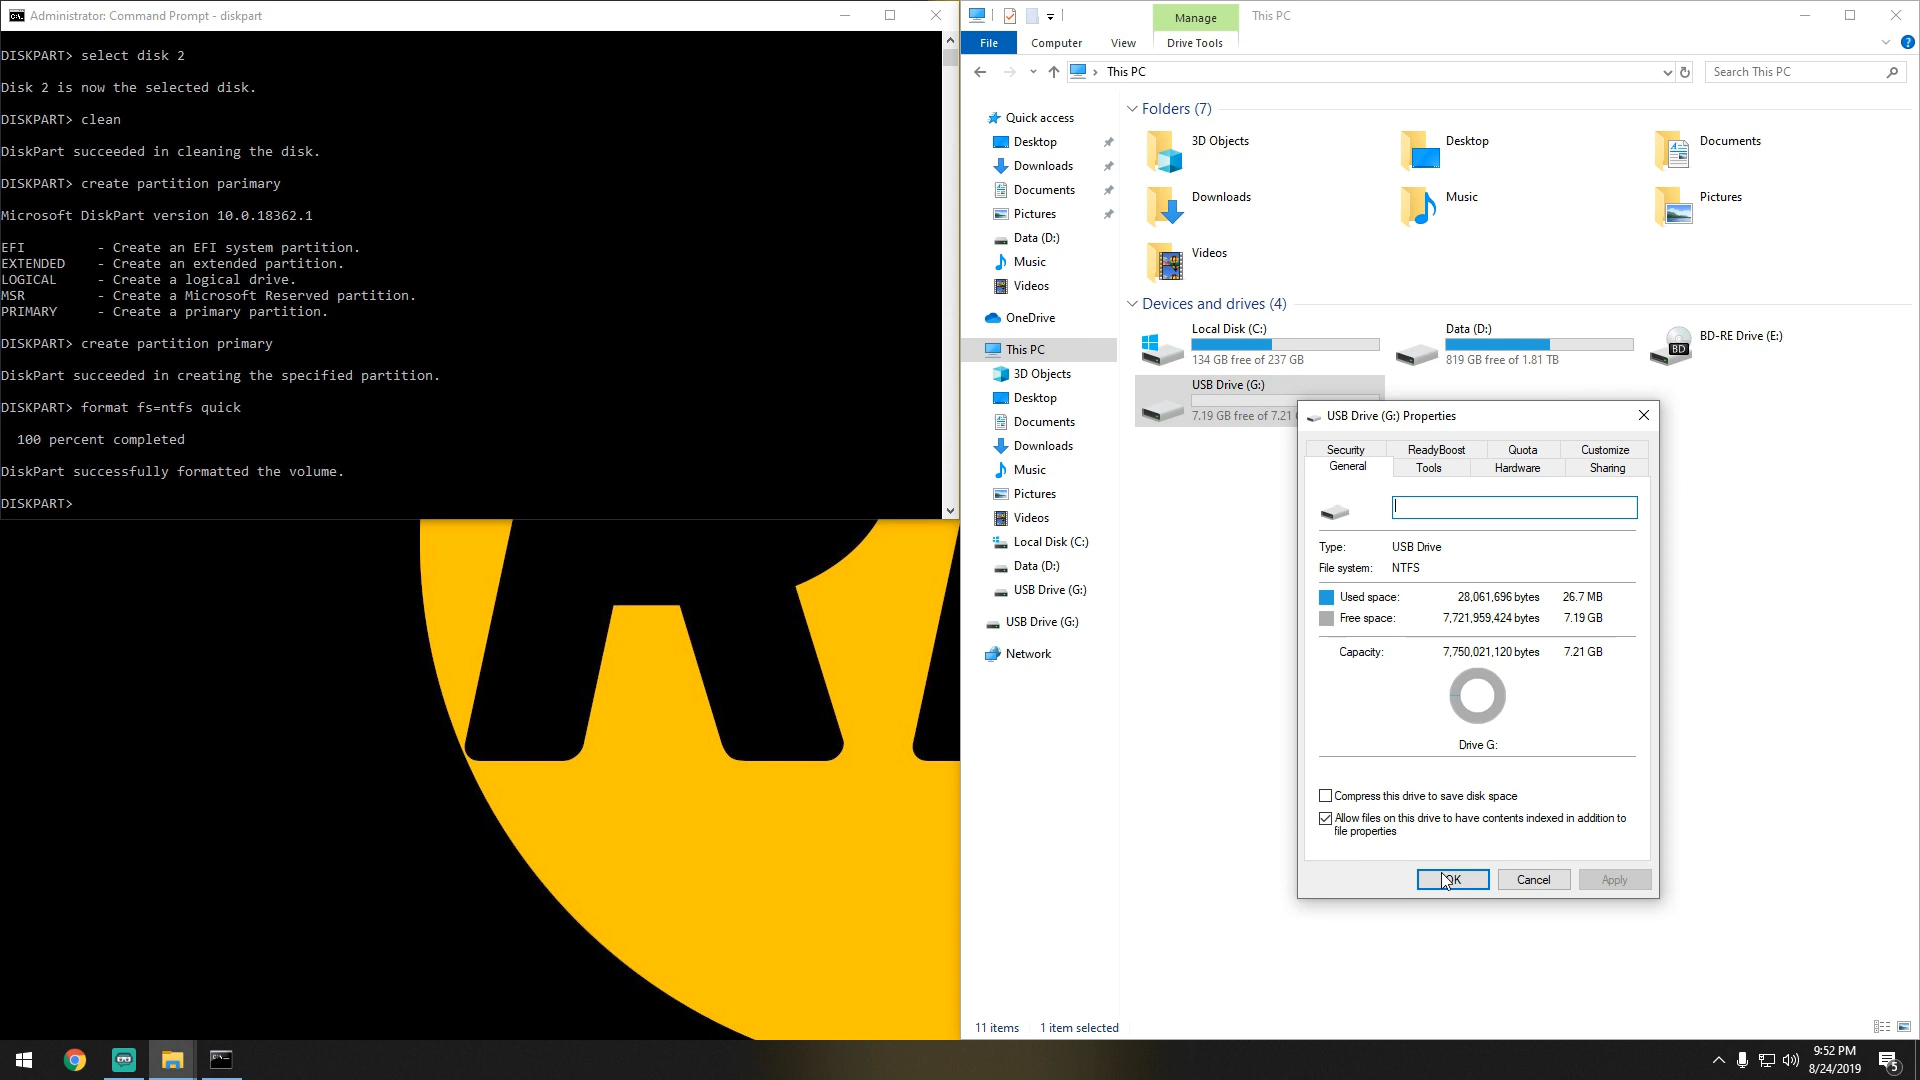 Administrator: Command Prompt - diskpart
DISKPART> select disk 2
Disk 2 is now the selected disk.
DISKPART> clean
DiskPart succeeded in cleaning the disk.
DISKPART> create partition parimary
Microsoft DiskPart version 10.0.18362.1
EFI         - Create an EFI system partition.
EXTENDED    - Create an extended partition.
LOGICAL     - Create a logical drive.
MSR         - Create a Microsoft Reserved partition.
PRIMARY     - Create a primary partition.
DISKPART> create partition primary
DiskPart succeeded in creating the specified partition.
DISKPART> format fs=ntfs quick
100 percent completed
DiskPart successfully formatted the volume.
DISKPART>
Manage
This PC
File
Computer
View
Drive Tools
This PC
Search This PC
Quick access
Desktop
Downloads
Documents
Pictures
Data (D:)
Music
Videos
OneDrive
This PC
3D Objects
Desktop
Documents
Downloads
Music
Pictures
Videos
Local Disk (C:)
Data (D:)
USB Drive (G:)
USB Drive (G:)
Network
Folders (7)
3D Objects
Desktop
Documents
Downloads
Music
Pictures
Videos
Devices and drives (4)
Local Disk (C:)
134 GB free of 237 GB
Data (D:)
819 GB free of 1.81 TB
BD
BD-RE Drive (E:)
USB Drive (G:)
7.19 GB free of 7.21
USB Drive (G:) Properties
Security
ReadyBoost
Quota
Customize
General
Tools
Hardware
Sharing
Type: USB Drive
File system: NTFS
Used space: 28,061,696 bytes 26.7 MB
Free space: 7,721,959,424 bytes 7.19 GB
Capacity: 7,750,021,120 bytes 7.21 GB
Drive G:
Compress this drive to save disk space
Allow files on this drive to have contents indexed in addition to
file properties
OK
Cancel
Apply
11 items
1 item selected
9:52 PM
8/24/2019
5